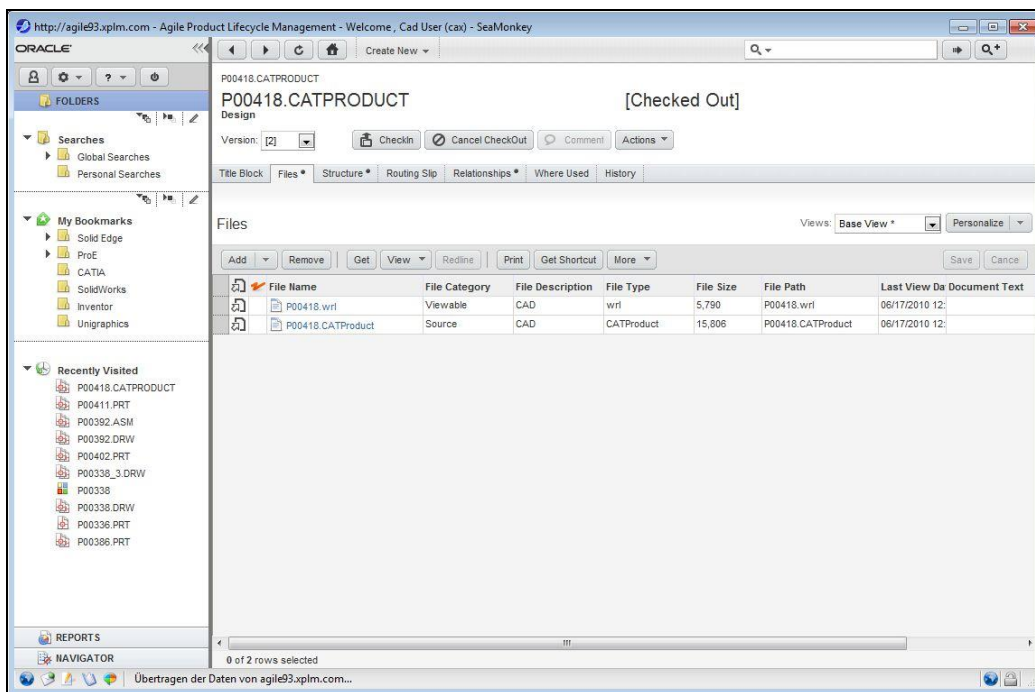 http://agile93.xplm.com - Agile Product Lifecycle Management - Welcome , Cad User (cax) - SeaMonkey
ORACLE
Create New
FOLDERS
Searches
Global Searches
Personal Searches
My Bookmarks
Solid Edge
ProE
CATIA
SolidWorks
Inventor
Unigraphics
Recently Visited
P00418.CATPRODUCT
P00411.PRT
P00392.ASM
P00392.DRW
P00402.PRT
P00338_3.DRW
P00338
P00338.DRW
P00336.PRT
P00386.PRT
REPORTS
NAVIGATOR
P00418.CATPRODUCT
P00418.CATPRODUCT [Checked Out]
Design
Version: [2] CheckIn Cancel CheckOut Comment Actions
Title Block Files Structure Routing Slip Relationships Where Used History
Files Views: Base View * Personalize
Add Remove Get View Redline Print Get Shortcut More Save Cance
File Name File Category File Description File Type File Size File Path Last View Da Document Text
P00418.wrl Viewable CAD wrl 5,790 P00418.wrl 06/17/2010 12:
P00418.CATProduct Source CAD CATProduct 15,806 P00418.CATProduct 06/17/2010 12:
0 of 2 rows selected
Übertragen der Daten von agile93.xplm.com...